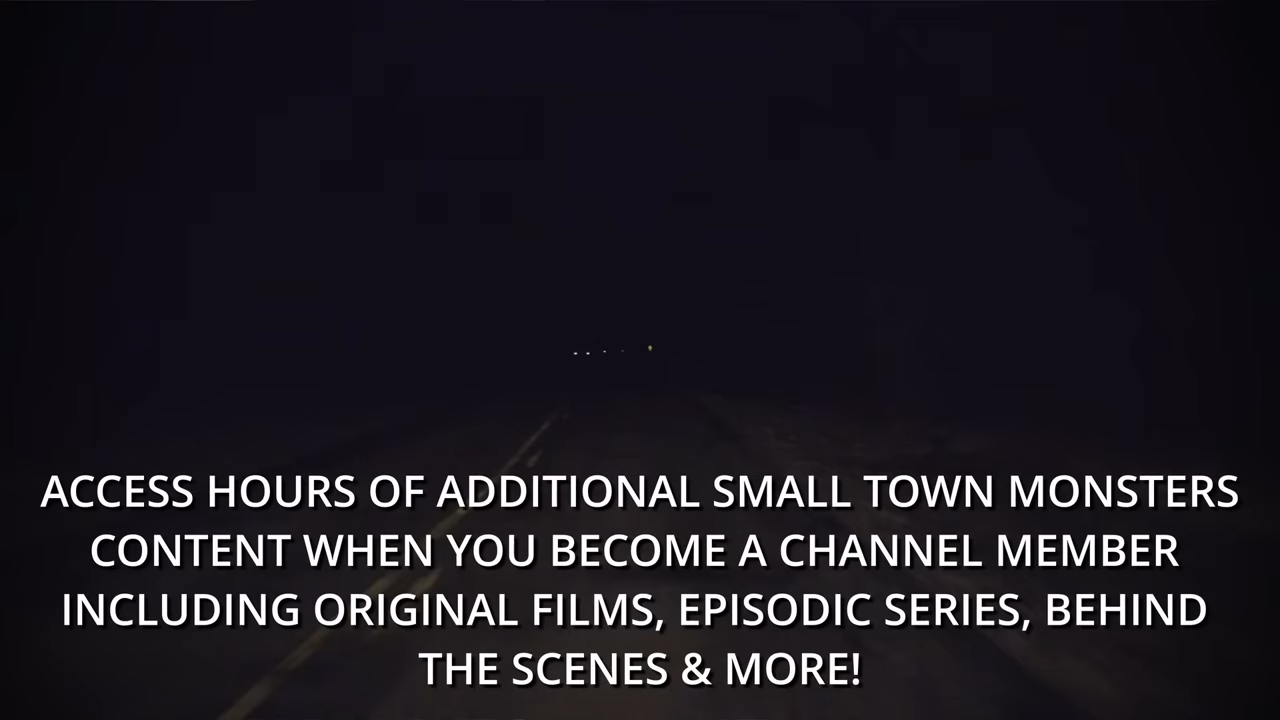 ACCESS HOURS OF ADDITIONAL SMALL TOWN MONSTERS
CONTENT WHEN YOU BECOME A CHANNEL MEMBER
INCLUDING ORIGINAL FILMS, EPISODIC SERIES, BEHIND
THE SCENES & MORE!